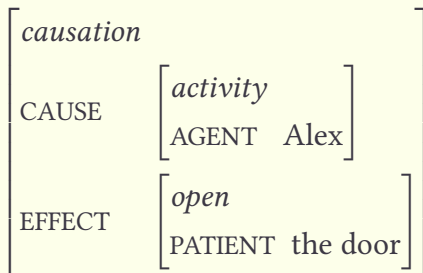 causation
CAUSE
activity
AGENT Alex
EFFECT
open
PATIENT the door